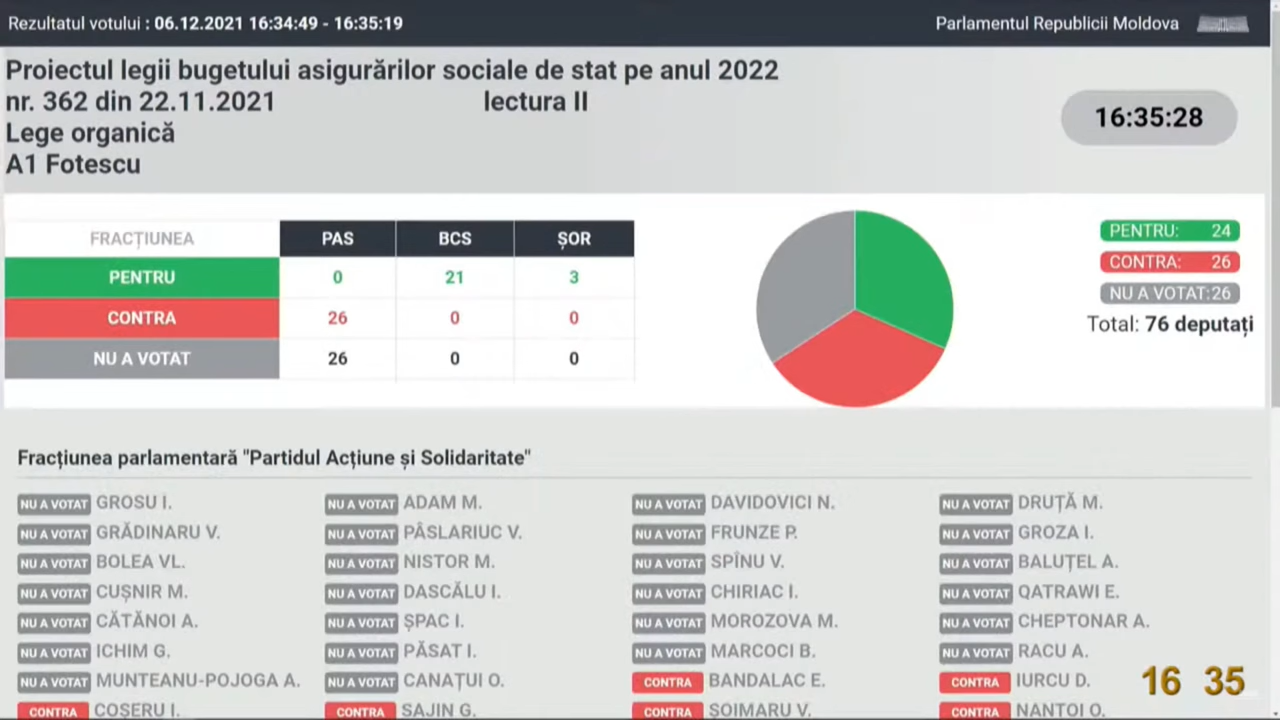 Rezultatul votului : 06.12.2021 16:34:49 - 16:35:19
Parlamentul Republicii Moldova
Proiectul legii bugetului asigurărilor sociale de stat pe anul 2022
nr. 362 din 22.11.2021 lectura II
Lege organică
A1 Fotescu
16:35:28
FRACȚIUNEA PAS BCS ȘOR
PENTRU 0 21 3
CONTRA 26 0 0
NU A VOTAT 26 0 0
PENTRU: 24
CONTRA: 26
NU A VOTAT:26
Total: 76 deputați
Fracțiunea parlamentară "Partidul Acțiune și Solidaritate"
NU A VOTAT GROSU I. NU A VOTAT ADAM M. NU A VOTAT DAVIDOVICI N. NU A VOTAT DRUȚĂ M.
NU A VOTAT GRĂDINARU V. NU A VOTAT PÂSLARIUC V. NU A VOTAT FRUNZE P. NU A VOTAT GROZA I.
NU A VOTAT BOLEA VL. NU A VOTAT NISTOR M. NU A VOTAT SPÎNU V. NU A VOTAT BALUȚEL A.
NU A VOTAT CUȘNIR M. NU A VOTAT DASCĂLU I. NU A VOTAT CHIRIAC I. NU A VOTAT QATRAWI E.
NU A VOTAT CĂTĂNOI A. NU A VOTAT ȘPAC I. NU A VOTAT MOROZOVA M. NU A VOTAT CHEPTONAR A.
NU A VOTAT ICHIM G. NU A VOTAT PĂSAT I. NU A VOTAT MARCOCI B. NU A VOTAT RACU A.
NU A VOTAT MUNTEANU-POJOGA A. NU A VOTAT CANAȚUI O. CONTRA BANDALAC E. CONTRA IURCU D.
CONTRA COȘERU I. CONTRA SAJIN G. CONTRA ȘOIMARU V. CONTRA NANTOI O.
16 35